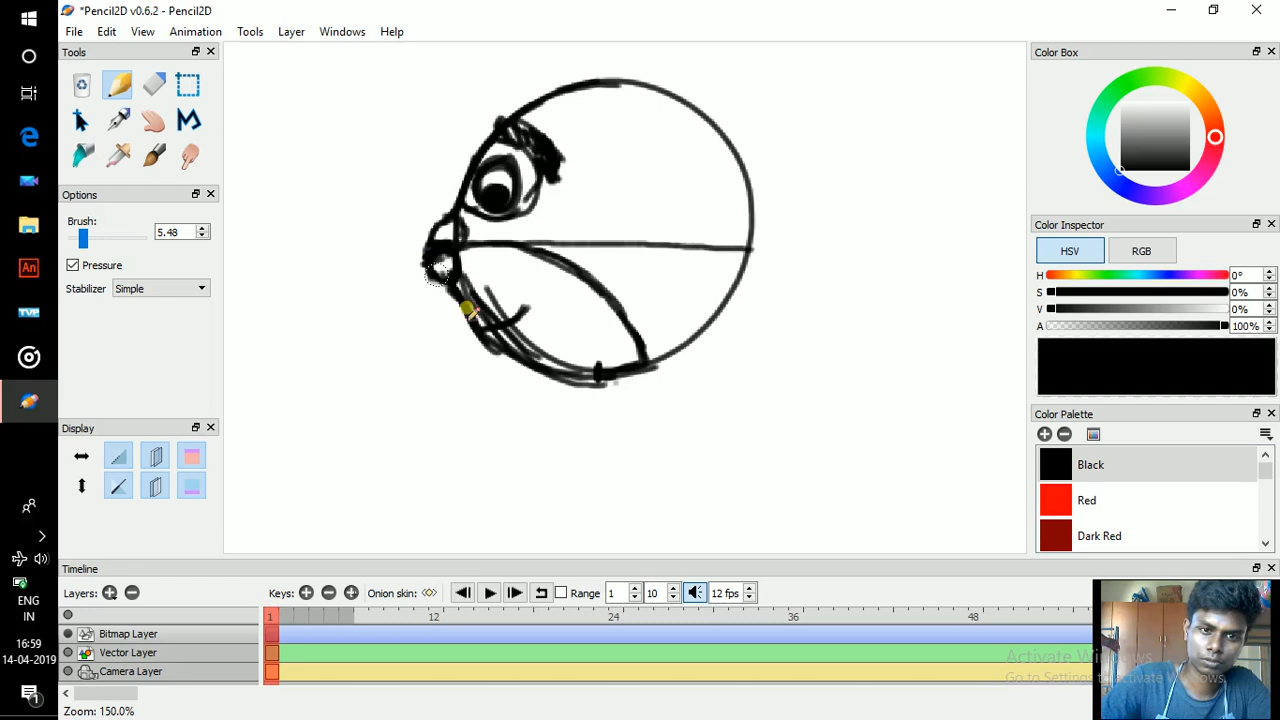 *Pencil2D v0.6.2 - Pencil2D
File Edit View Animation Tools Layer Windows Help
Tools
Options
Brush:
5.48
Pressure
Stabilizer Simple
Display
Color Box
Color Inspector
HSV RGB
H 0°
S 0%
V 0%
A 100%
Color Palette
Black
Red
Dark Red
Timeline
Layers: Keys: Onion skin: Range 1 10 12 fps
1 12 24 36 48
Bitmap Layer
Vector Layer
Camera Layer
Zoom: 150.0%
An
TVP
ENG
IN
16:59
14-04-2019
1
Activate Windows
Go to Settings to activate Windows.